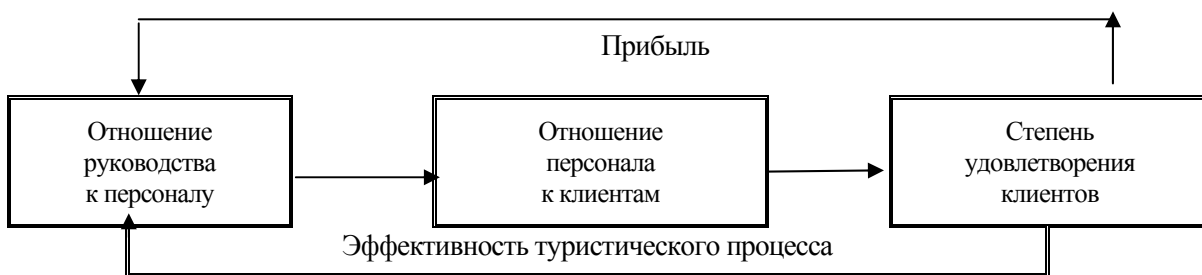 Прибыль
Отношение
руководства
к персоналу
Отношение
персонала
к клиентам
Степень
удовлетворения
клиентов
Эффективность туристического процесса